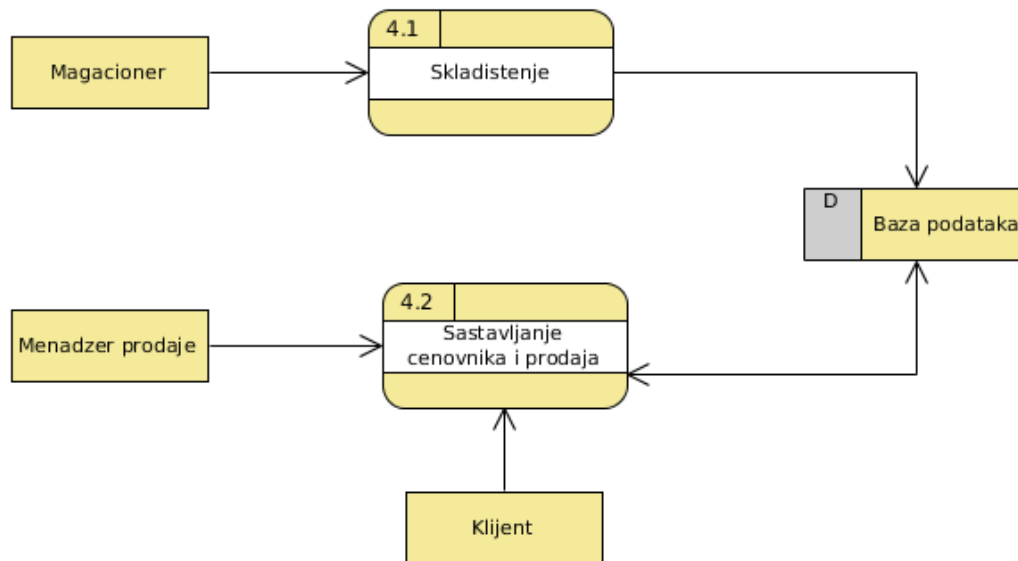 4.1
Magacioner
Skladistenje
D
Baza podataka
4.2
Menadzer prodaje
Sastavljanje
cenovnika i prodaja
Klijent